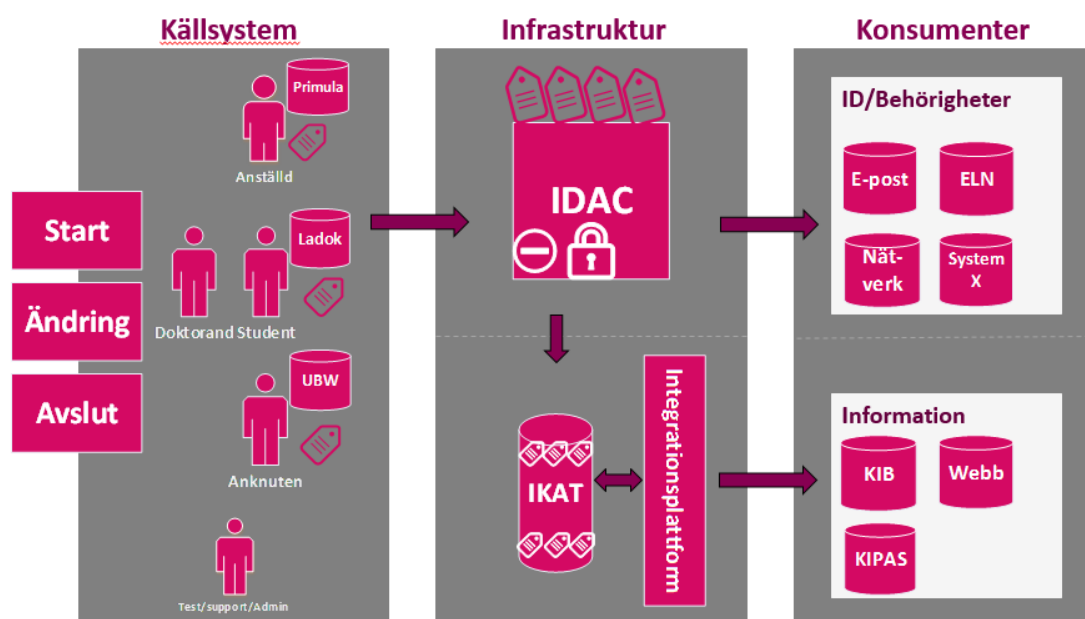 Källsystem
Infrastruktur
Konsumenter
Start
Ändring
Avslut
Primula
Anställd
Ladok
Doktorand Student
UBW
Anknuten
Test/support/Admin
IDAC
IKAT
Integrationsplattform
ID/Behörigheter
E-post
ELN
Nät-
verk
System
X
Information
KIB
Webb
KIPAS